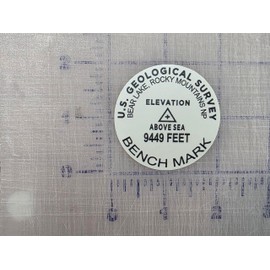 U.S. GEOLOGICAL SURVEY
BEAR LAKE, ROCKY MOUNTAINS NP
ELEVATION
ABOVE SEA
9449 FEET
BENCH MARK